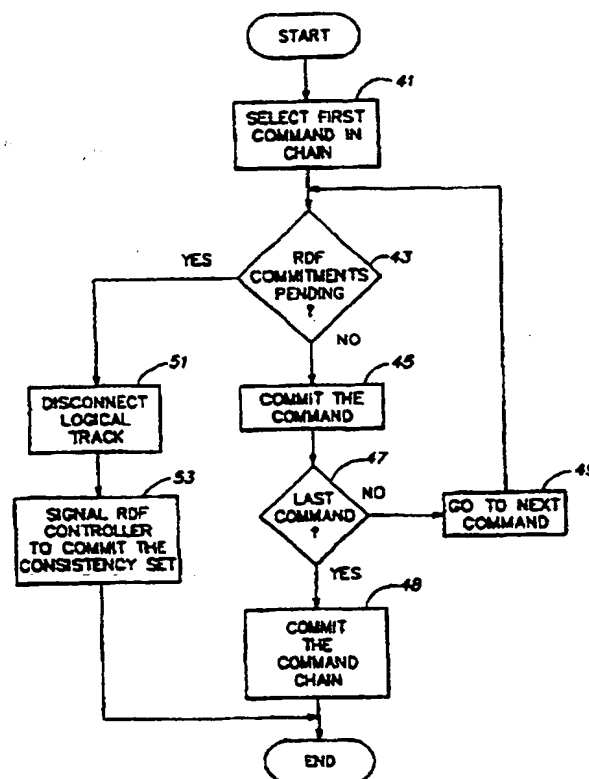 START
41
SELECT FIRST
COMMAND IN
CHAIN
YES
RDF
COMMITMENTS
PENDING
?
43
NO
51
DISCONNECT
LOGICAL
TRACK
45
COMMIT THE
COMMAND
53
SIGNAL RDF
CONTROLLER
TO COMMIT THE
CONSISTENCY SET
47
LAST
COMMAND
?
NO
49
GO TO NEXT
COMMAND
YES
48
COMMIT
THE
COMMAND
CHAIN
END